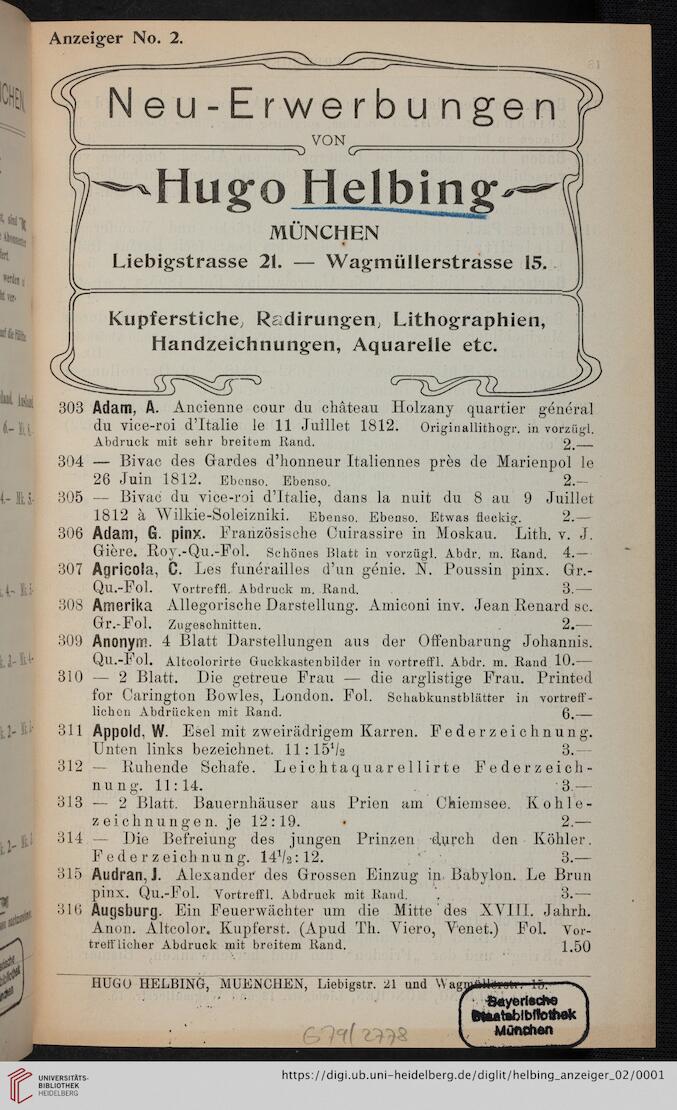 Anzeiger No. 2.
Neu-Erwerbungen
VON
Hugo Helbing
MÜNCHEN
Liebigstrasse 21. — Wagmüllerstrasse 15.
Kupferstiche, Radirungen, Lithographien,
Handzeichnungen, Aquarelle etc.
303 Adam, A. Ancienne cour du château Holzany quartier général
du vice-roi d'Italie le 11 Juillet 1812. Originallithogr. in vorzügl.
Abdruck mit sehr breitem Rand. 2.—
304 — Bivac des Gardes d'honneur Italiennes près de Marienpol le
26 Juin 1812. Ebenso. Ebenso. 2.—
305 — Bivac du vice-roi d'Italie, dans la nuit du 8 au 9 Juillet
1812 à Wilkie-Soleizniki. Ebenso. Ebenso. Etwas fleckig. 2.—
306 Adam, G. pinx. Französische Cuirassire in Moskau. Lith. v. J.
Gière. Roy.-Qu.-Fol. Schönes Blatt in vorzügl. Abdr. m. Rand. 4.—
307 Agricola, C. Les funérailles d'un génie. N. Poussin pinx. Gr.-
Qu.-Fol. Vortreffl. Abdruck m. Rand. 3.—
308 Amerika Allegorische Darstellung. Amiconi inv. Jean Renard sc.
Gr.-Fol. Zugeschnitten. 2.—
309 Anonym. 4 Blatt Darstellungen aus der Offenbarung Johannis.
Qu.-Fol. Altcolorirte Guckkastenbilder in vortreffl. Abdr. m. Rand 10.—
310 — 2 Blatt. Die getreue Frau — die arglistige Frau. Printed
for Carington Bowles, London. Fol. Schabkunstblätter in vortreff-
lichen Abdrücken mit Rand. 6.—
311 Appold, W. Esel mit zweirädrigem Karren. Federzeichnung.
Unten links bezeichnet. 11 : 15¹/₂ 3.—
312 — Ruhende Schafe. Leichtaquarellirte Federzeich-
nung. 11 : 14. 3.—
313 — 2 Blatt. Bauernhäuser aus Prien am Chiemsee. Kohle-
zeichnungen. je 12 : 19. 2.—
314 — Die Befreiung des jungen Prinzen durch den Köhler.
Federzeichnung. 14¹/₂ : 12. 3.—
315 Audran, J. Alexander des Grossen Einzug in Babylon. Le Brun
pinx. Qu.-Fol. Vortreffl. Abdruck mit Rand. 3.—
316 Augsburg. Ein Feuerwächter um die Mitte des XVIII. Jahrh.
Anon. Altcolor. Kupferst. (Apud Th. Viero, Venet.) Fol. Vor-
trefflicher Abdruck mit breitem Rand. 1.50
HUGO HELBING, MUENCHEN, Liebigstr. 21 und Wagmüllerstr. 15.
Bayerische
Staatsbibliothek
München
G79/2778
UNIVERSITÄTS-
BIBLIOTHEK
HEIDELBERG
https://digi.ub.uni-heidelberg.de/diglit/helbing_anzeiger_02/0001